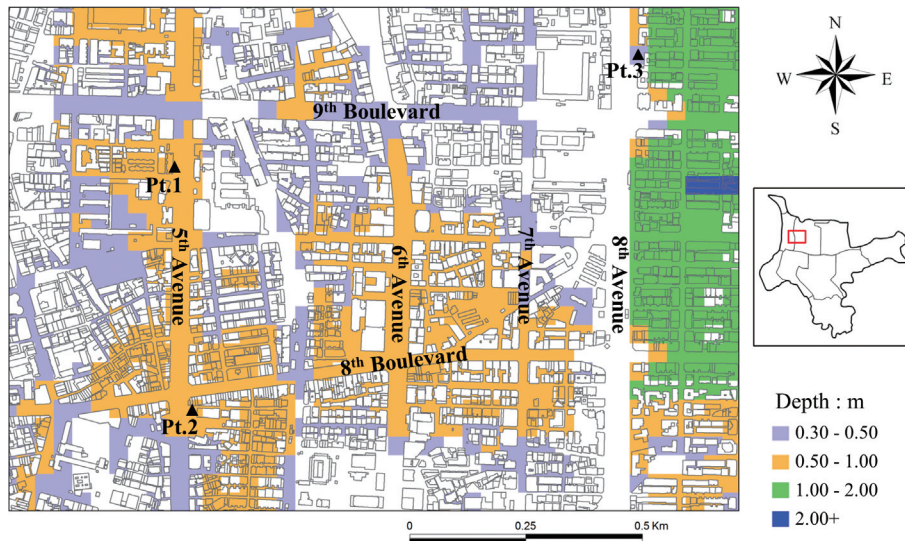 N
W E
S
Pt.3
9th Boulevard
Pt.1
5th Avenue
6th Avenue
7th Avenue
8th Avenue
8th Boulevard
Pt.2
Depth : m
0.30 - 0.50
0.50 - 1.00
1.00 - 2.00
2.00+
0 0.25 0.5 Km